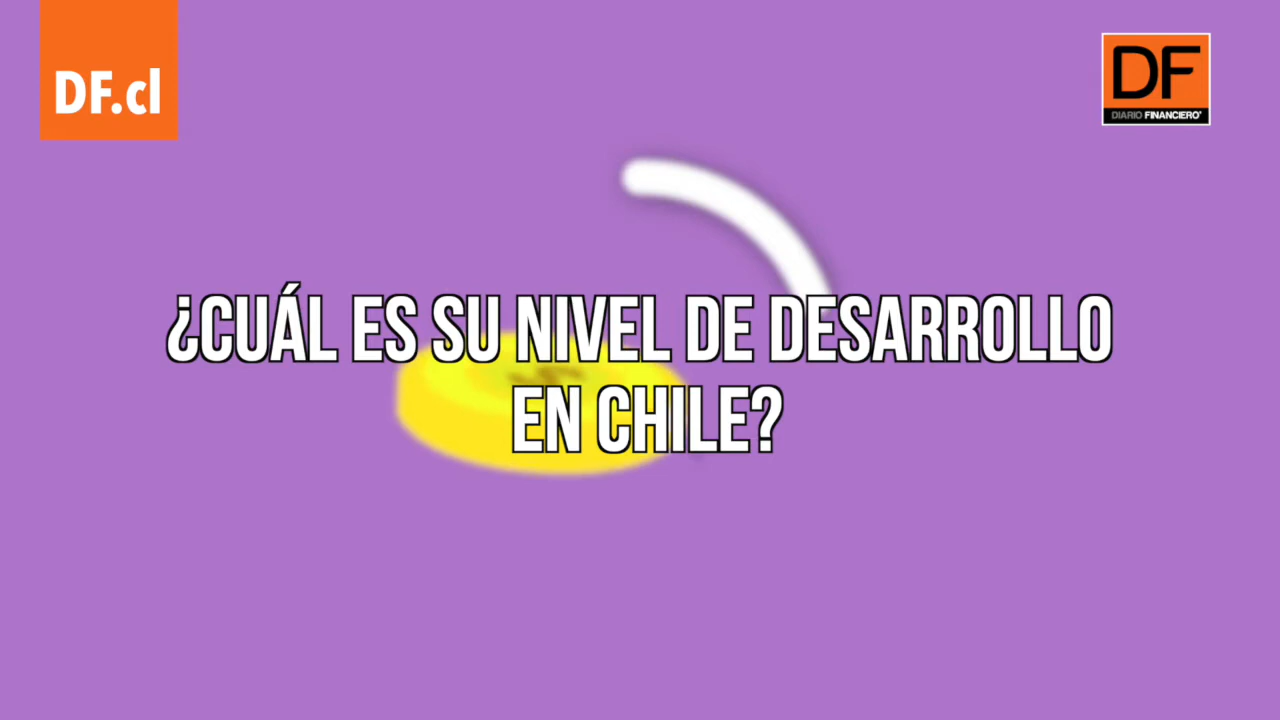 DF.cl
DF
DIARIO FINANCIERO
¿CUÁL ES SU NIVEL DE DESARROLLO
EN CHILE?